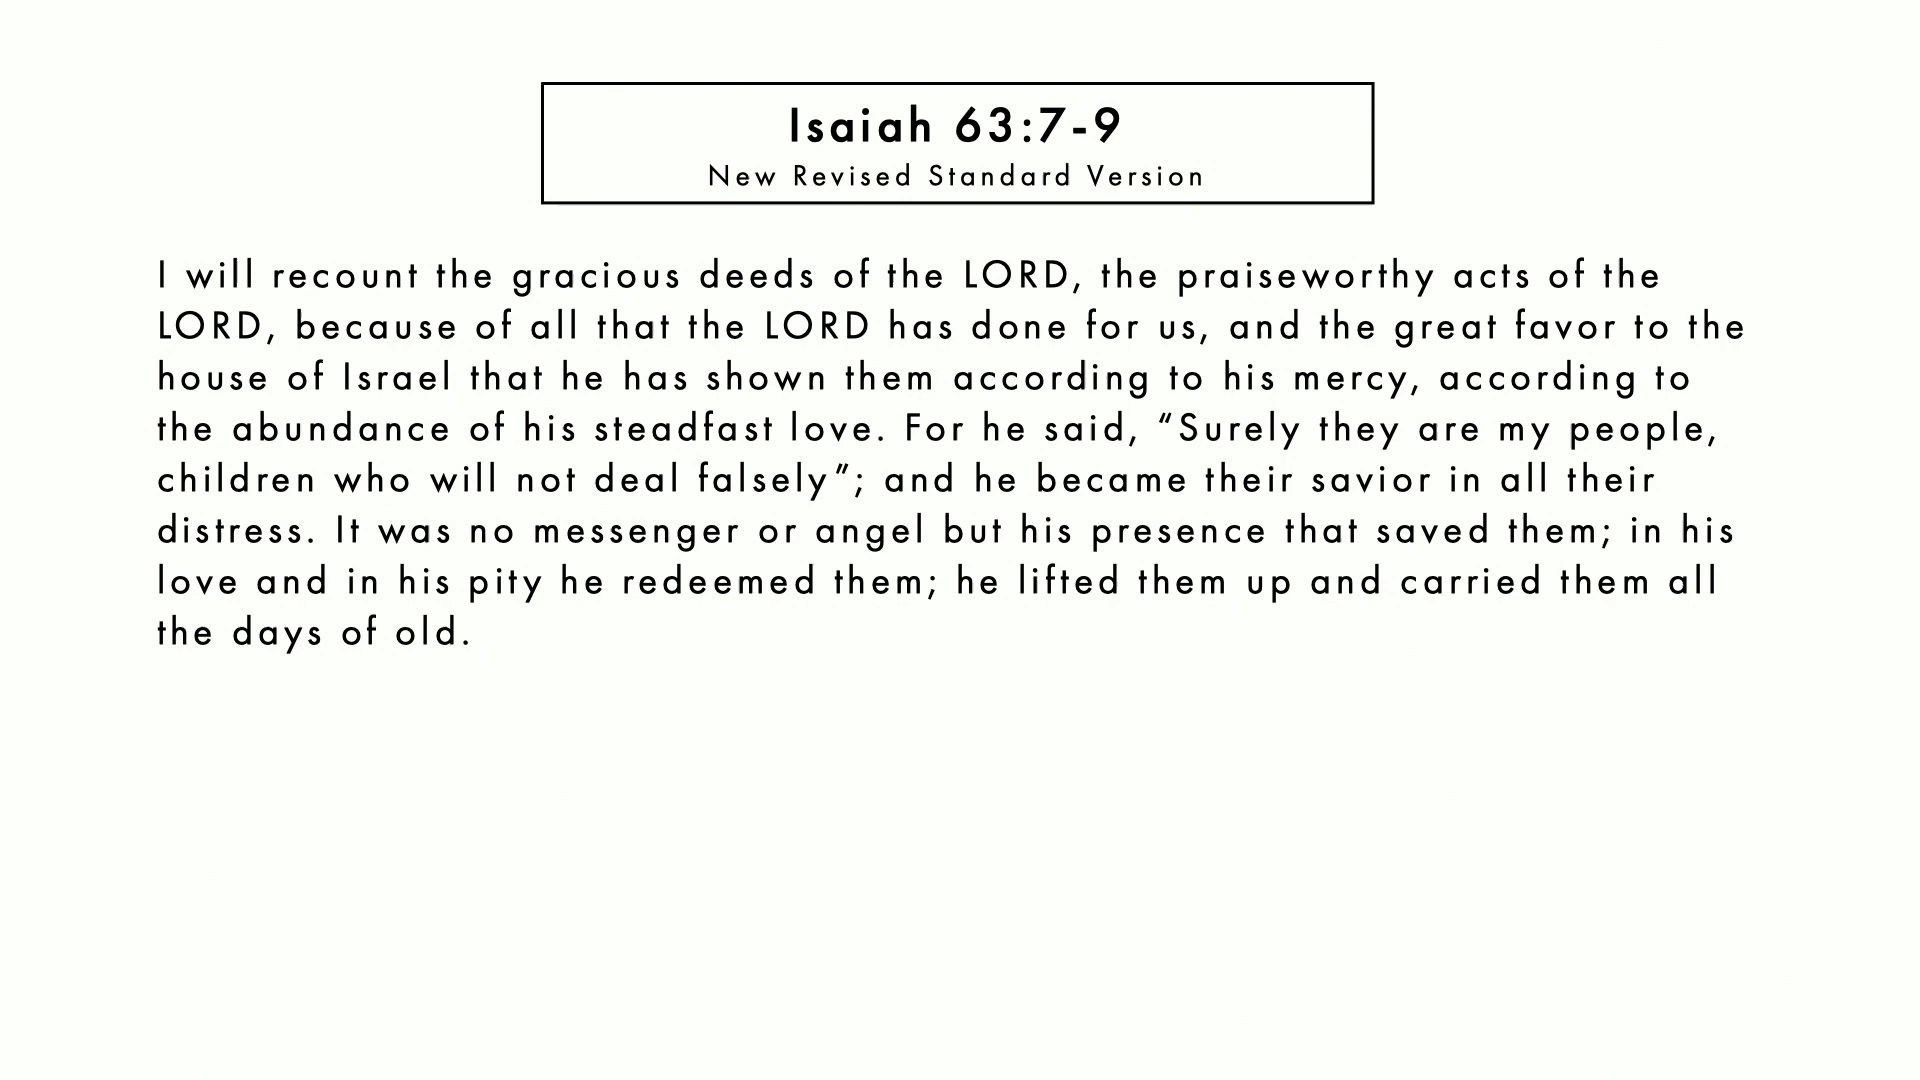 Isaiah 63:7-9
New Revised Standard Version
I will recount the gracious deeds of the LORD, the praiseworthy acts of the
LORD, because of all that the LORD has done for us, and the great favor to the
house of Israel that he has shown them according to his mercy, according to
the abundance of his steadfast love. For he said, “Surely they are my people,
children who will not deal falsely”; and he became their savior in all their
distress. It was no messenger or angel but his presence that saved them; in his
love and in his pity he redeemed them; he lifted them up and carried them all
the days of old.